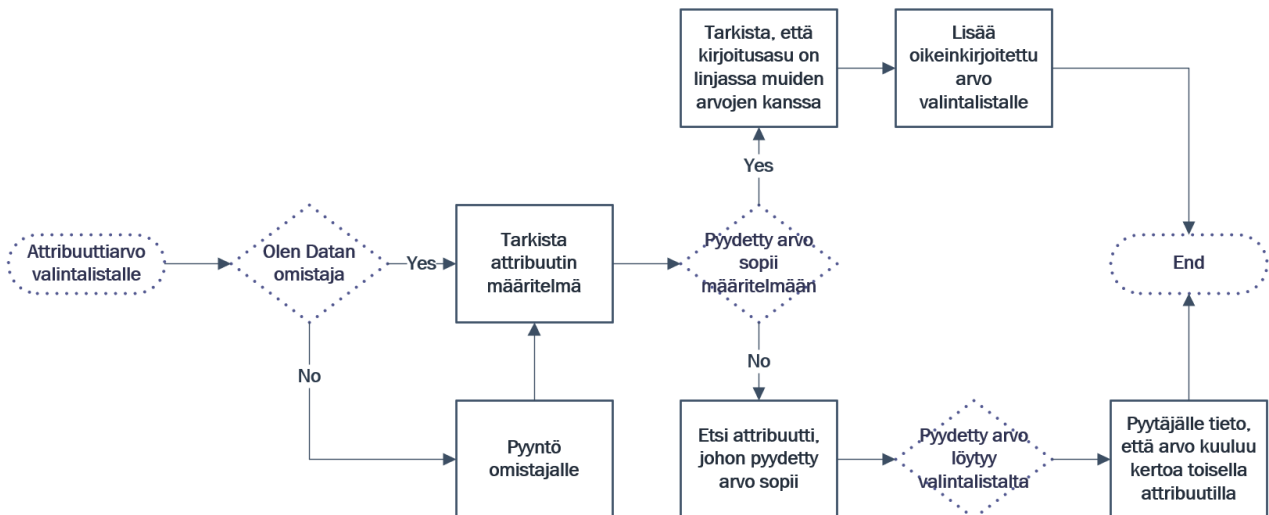 Attribuuttiarvo
valintalistalle
Olen Datan
omistaja
Yes
No
Pyyntö
omistajalle
Tarkista
attribuutin
määritelmä
Pyydetty arvo
sopii
määritelmään
Yes
Tarkista, että
kirjoitusasu on
linjassa muiden
arvojen kanssa
Lisää
oikeinkirjoitettu
arvo
valintalistalle
No
Etsi attribuutti,
johon pyydetty
arvo sopii
Pyydetty arvo
löytyy
valintalistalta
Pyytäjälle tieto,
että arvo kuuluu
kertoa toisella
attribuutilla
End